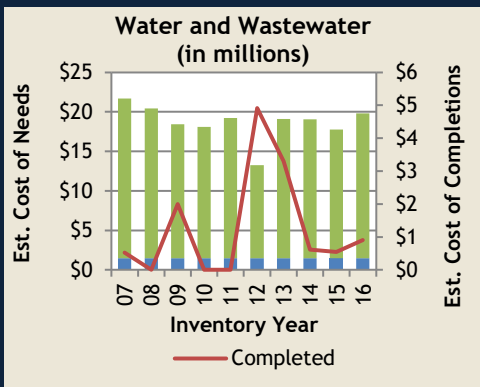 Water and Wastewater
(in millions)
Est. Cost of Needs
$25
$20
$15
$10
$5
$0
$6
$5
$4
$3
$2
$1
$0
Est. Cost of Completions
07 08 09 10 11 12 13 14 15 16
Inventory Year
Completed